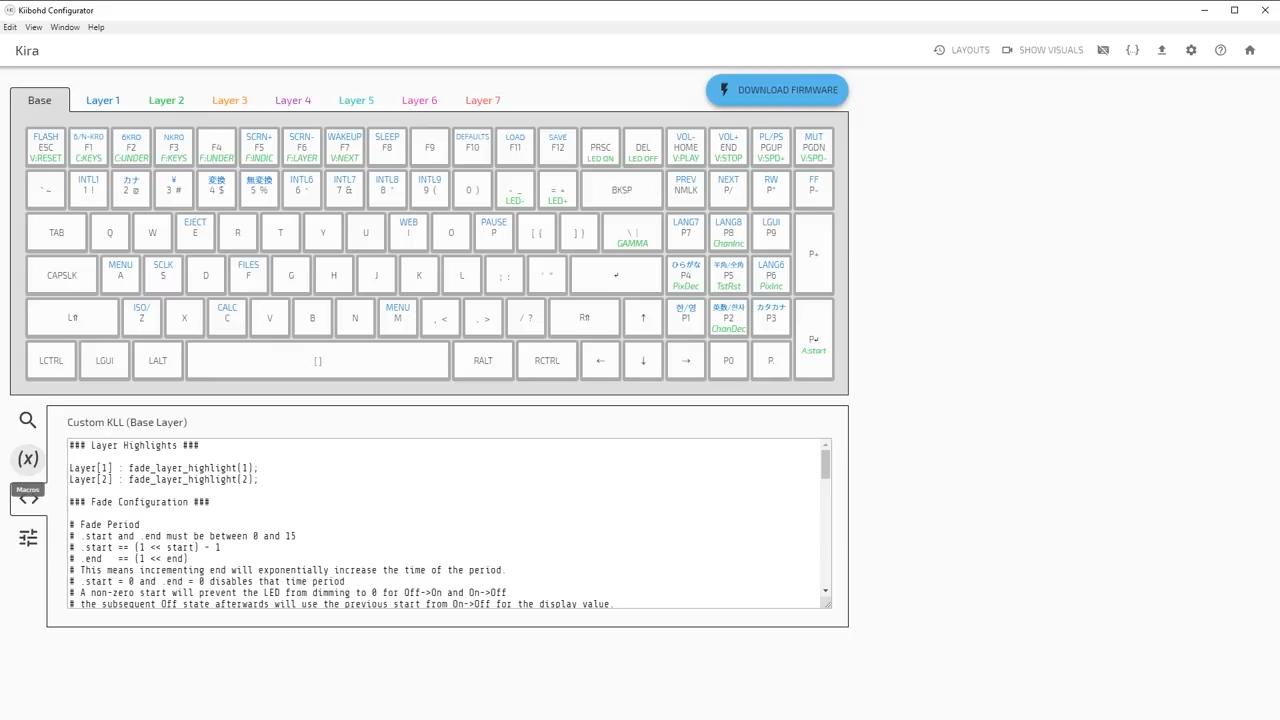 Kiibohd Configurator
Edit View Window Help
Kira
LAYOUTS SHOW VISUALS {..}
Base Layer 1 Layer 2 Layer 3 Layer 4 Layer 5 Layer 6 Layer 7
DOWNLOAD FIRMWARE
FLASH 6/N-KRO 6KRO NKRO SCRN+ SCRN- WAKEUP SLEEP DEFAULTS LOAD SAVE VOL- VOL+ PL/PS MUT
ESC F1 F2 F3 F4 F5 F6 F7 F8 F9 F10 F11 F12 PRSC DEL HOME END PGUP PGDN
V:RESET C:KEYS C:UNDER F:KEYS F:UNDER F:INDIC F:LAYER V:NEXT LED ON LED OFF V:PLAY V:STOP V:SPD+ V:SPD-
INTL1 カナ ¥ 変換 無変換 INTL6 INTL7 INTL8 INTL9 PREV NEXT RW FF
` ~ 1 ! 2 @ 3 # 4 $ 5 % 6 ^ 7 & 8 * 9 ( 0 ) - _ = + BKSP NMLK P/ P* P-
LED- LED+
EJECT WEB PAUSE LANG7 LANG8 LGUI
TAB Q W E R T Y U I O P [ { ] } \ | P7 P8 P9 P+
GAMMA ChanInc
MENU SCLK FILES ひらがな 半角/全角 LANG6
CAPSLK A S D F G H J K L ; : ' " ↵ P4 P5 P6
PixDec TstRst PixInc
ISO/ CALC MENU 한/영 英数/한자 カタカナ
L⇑ Z X C V B N M , < . > / ? R⇑ ↑ P1 P2 P3 P↵
ChanDec A:start
LCTRL LGUI LALT [ ] RALT RCTRL ← ↓ → P0 P.
Custom KLL (Base Layer)
(x)
Macros
### Layer Highlights ###
Layer[1] : fade_layer_highlight(1);
Layer[2] : fade_layer_highlight(2);
### Fade Configuration ###
# Fade Period
# .start and .end must be between 0 and 15
# .start == (1 << start) - 1
# .end   == (1 << end)
# This means incrementing end will exponentially increase the time of the period.
# .start = 0 and .end = 0 disables that time period
# A non-zero start will prevent the LED from dimming to 0 for Off->On and On->Off
# the subsequent Off state afterwards will use the previous start from On->Off for the display value.